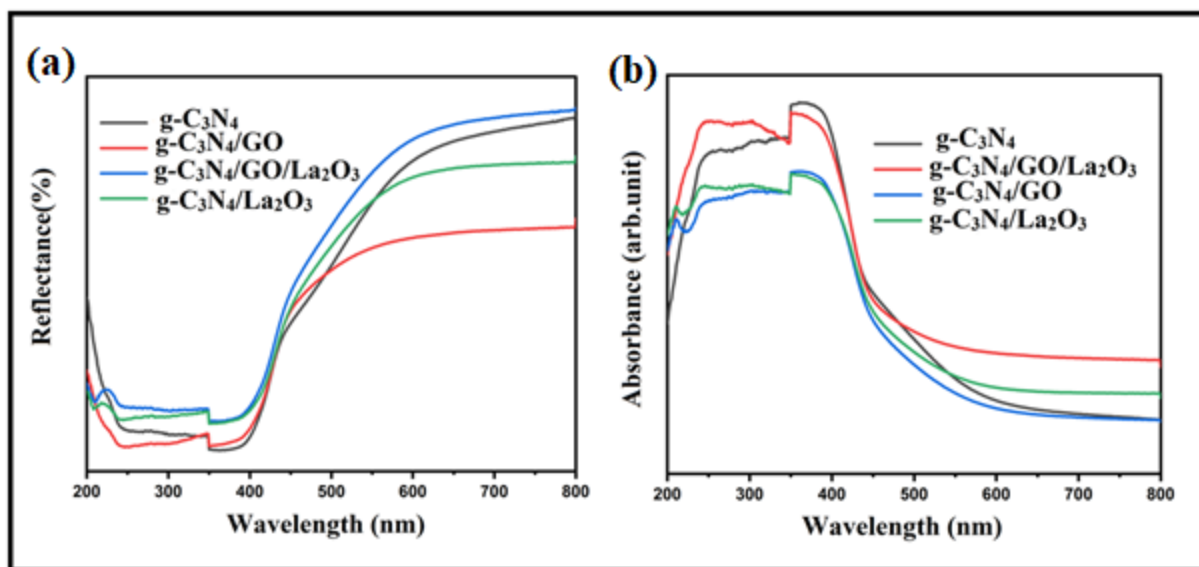 (a)
g-C₃N₄
g-C₃N₄/GO
g-C₃N₄/GO/La₂O₃
g-C₃N₄/La₂O₃
Reflectance(%)
200 300 400 500 600 700 800
Wavelength (nm)
(b)
g-C₃N₄
g-C₃N₄/GO/La₂O₃
g-C₃N₄/GO
g-C₃N₄/La₂O₃
Absorbance (arb.unit)
200 300 400 500 600 700 800
Wavelength (nm)